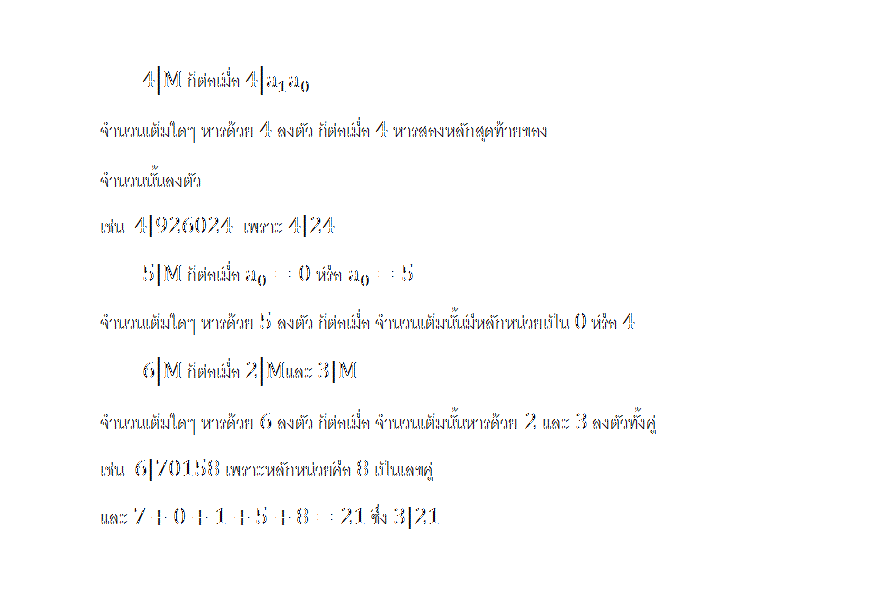 4|M ก็ต่อเมื่อ 4|a₁a₀
จำนวนเต็มใดๆ หารด้วย 4 ลงตัว ก็ต่อเมื่อ 4 หารสองหลักสุดท้ายของ
จำนวนนั้นลงตัว
เช่น 4|926024 เพราะ 4|24
5|M ก็ต่อเมื่อ a₀ = 0 หรือ a₀ = 5
จำนวนเต็มใดๆ หารด้วย 5 ลงตัว ก็ต่อเมื่อ จำนวนเต็มนั้นมีหลักหน่วยเป็น 0 หรือ 4
6|M ก็ต่อเมื่อ 2|Mและ 3|M
จำนวนเต็มใดๆ หารด้วย 6 ลงตัว ก็ต่อเมื่อ จำนวนเต็มนั้นหารด้วย 2 และ 3 ลงตัวทั้งคู่
เช่น 6|70158 เพราะหลักหน่วยคือ 8 เป็นเลขคู่
และ 7 + 0 + 1 + 5 + 8 = 21 ซึ่ง 3|21